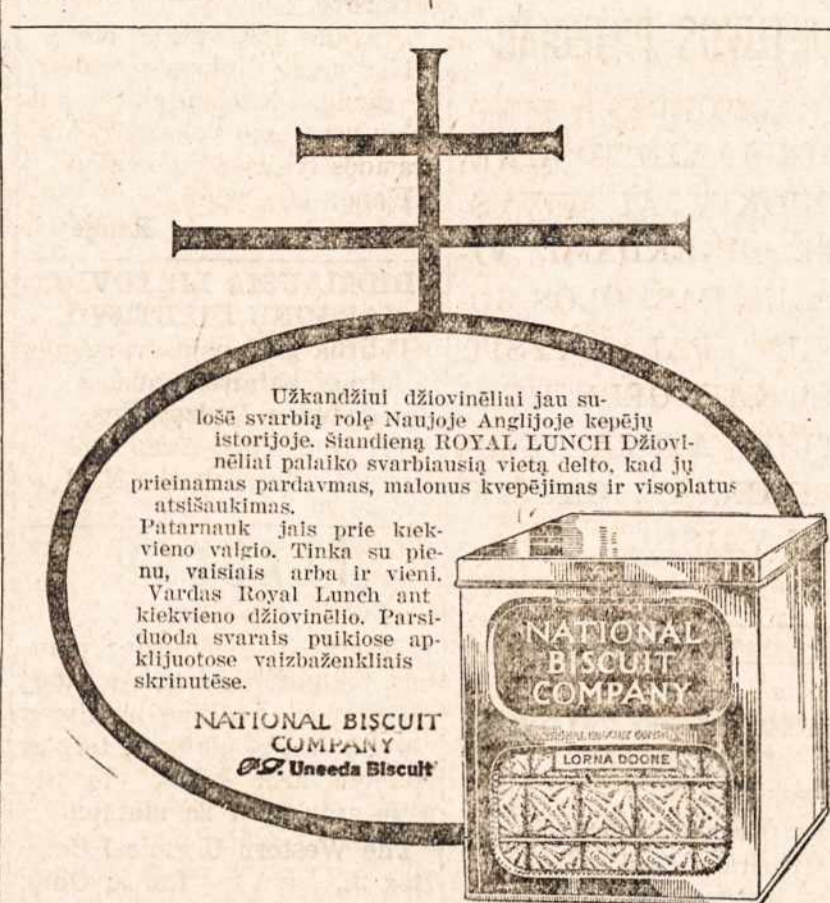 Užkandžiui džiovinėliai jau su-
lošė svarbią rolę Naujoje Anglijoje kepėjų
istorijoje. Šiandieną ROYAL LUNCH Džiovi-
nėliai palaiko svarbiausią vietą delto, kad jų
prieinamas pardavmas, malonus kvepėjimas ir visoplatus
atsišaukimas.
Patarnauk jais prie kiek-
vieno valgio. Tinka su pie-
nu, vaisiais arba ir vieni.
Vardas Royal Lunch ant
kiekvieno džiovinėlio. Parsi-
duoda svarais puikiose ap-
klijuotose vaizbaženkliais
skrinutėse.
NATIONAL BISCUIT
COMPANY
Uneeda Biscuit
NATIONAL
BISCUIT
COMPANY
LORNA DOONE